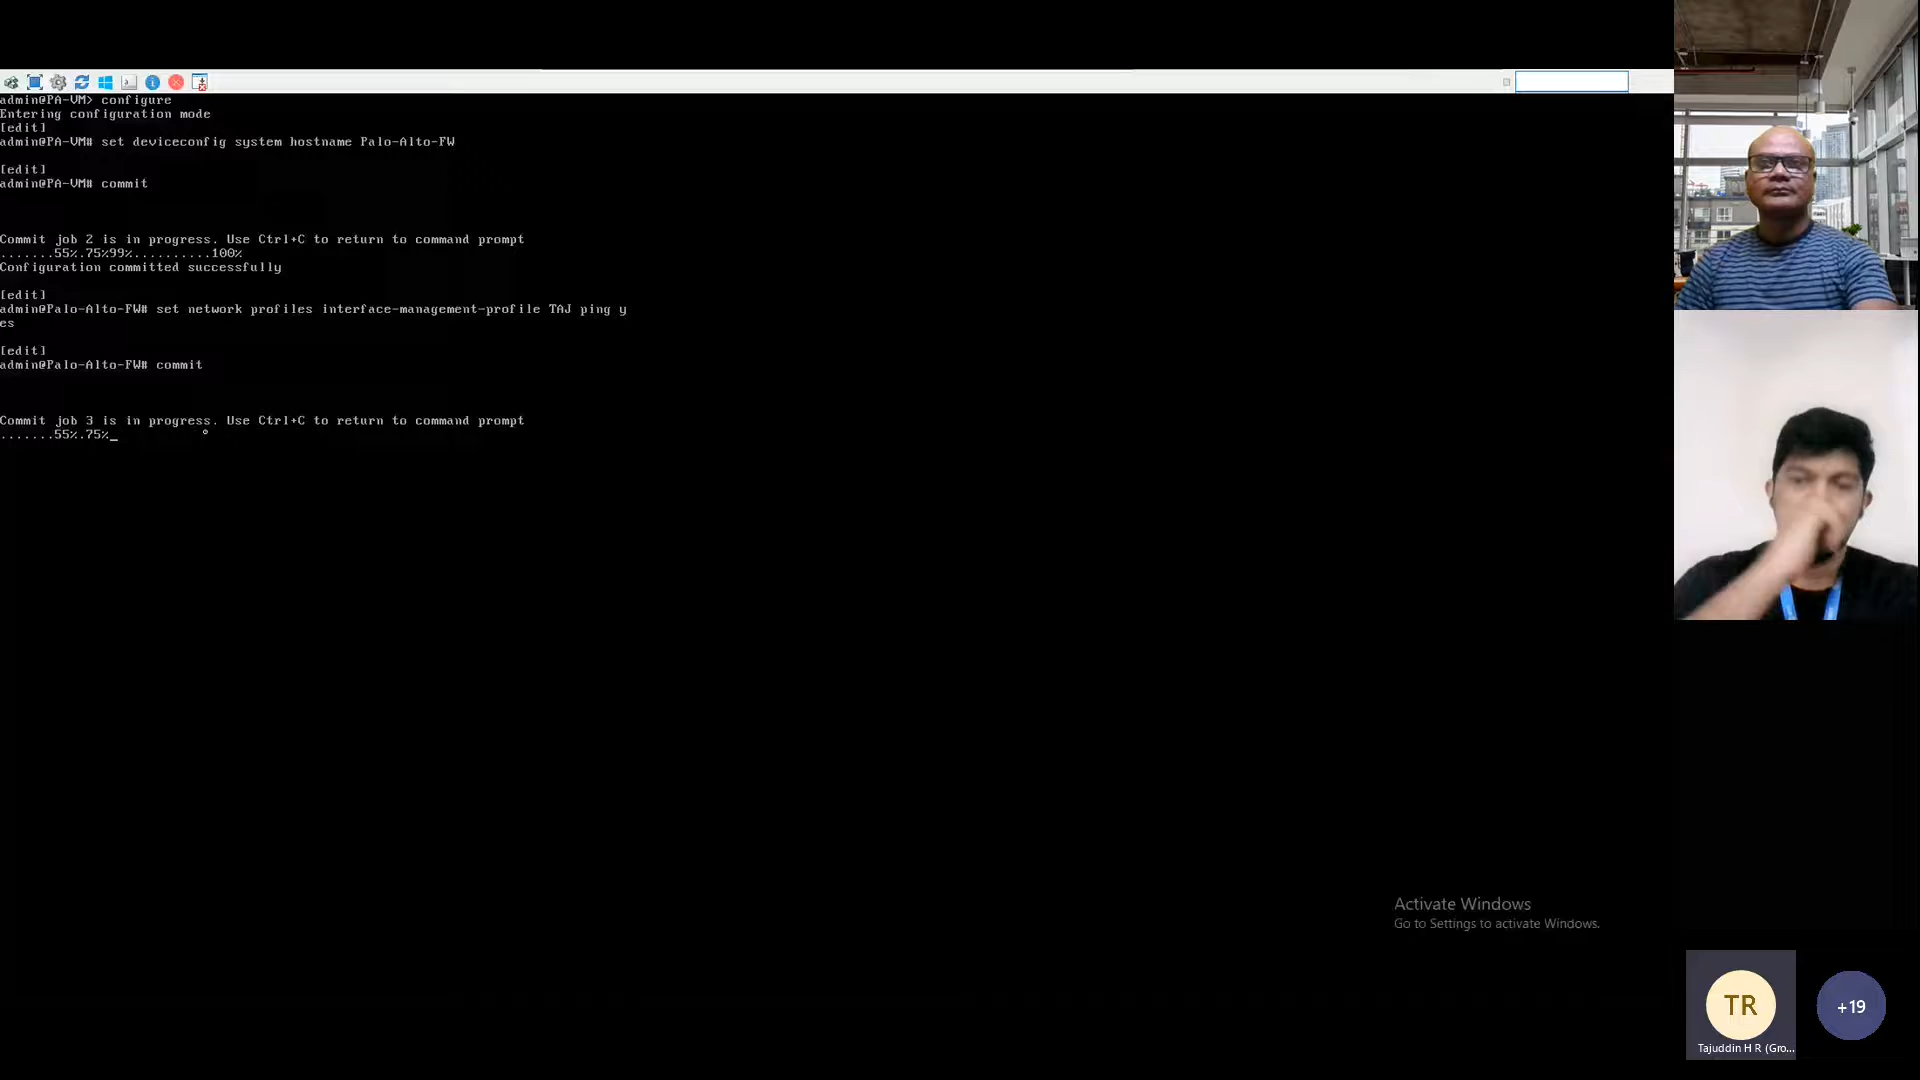 admin@PA-VM> configure
Entering configuration mode
[edit]
admin@PA-VM# set deviceconfig system hostname Palo-Alto-FW
[edit]
admin@PA-VM# commit
Commit job 2 is in progress. Use Ctrl+C to return to command prompt
.......55%.75%99%..........100%
Configuration committed successfully
[edit]
admin@Palo-Alto-FW# set network profiles interface-management-profile TAJ ping y
es
[edit]
admin@Palo-Alto-FW# commit
Commit job 3 is in progress. Use Ctrl+C to return to command prompt
.......55%.75%_
Activate Windows
Go to Settings to activate Windows.
TR
+19
Tajuddin H R (Gro...